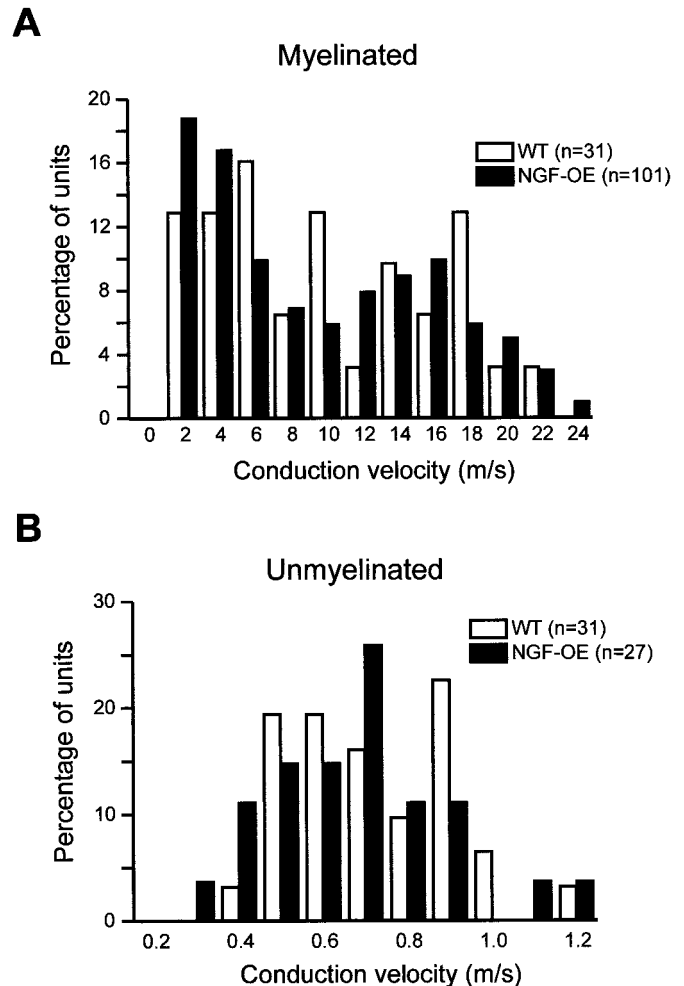 A
Myelinated
20
16
12
8
4
0
Percentage of units
WT (n=31)
NGF-OE (n=101)
0 2 4 6 8 10 12 14 16 18 20 22 24
Conduction velocity (m/s)
B
Unmyelinated
30
20
10
0
Percentage of units
WT (n=31)
NGF-OE (n=27)
0.2 0.4 0.6 0.8 1.0 1.2
Conduction velocity (m/s)